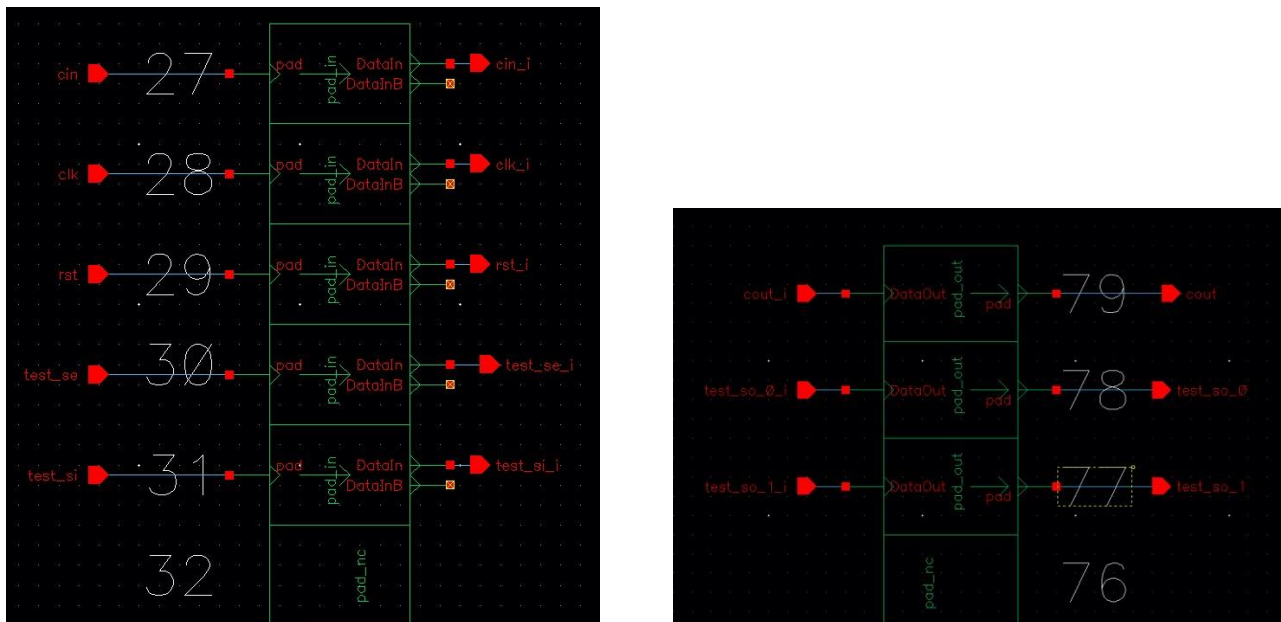 27
cin
pad
pad_in
DataIn
DataInB
cin_i
28
clk
pad
pad_in
DataIn
DataInB
clk_i
29
rst
pad
pad_in
DataIn
DataInB
rst_i
30
test_se
pad
pad_in
DataIn
DataInB
test_se_i
31
test_si
pad
pad_in
DataIn
DataInB
test_si_i
32
pad_nc
cout_i
DataOut
pad_out
pad
79
cout
test_so_0_i
DataOut
pad_out
pad
78
test_so_0
test_so_1_i
DataOut
pad_out
pad
77
test_so_1
pad_nc
76